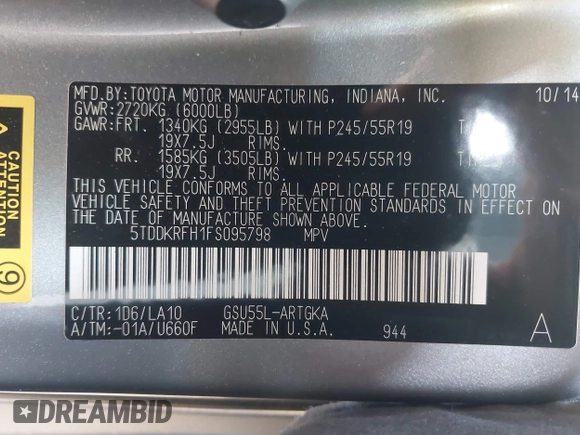 MFD.BY:TOYOTA MOTOR MANUFACTURING, INDIANA, INC. 10/14
GVWR:2720KG (6000LB)
GAWR:FRT. 1340KG (2955LB) WITH P245/55R19
19X7.5J RIMS.
RR. 1585KG (3505LB) WITH P245/55R19
19X7.5J RIMS.
THIS VEHICLE CONFORMS TO ALL APPLICABLE FEDERAL MOTOR
VEHICLE SAFETY AND THEFT PREVENTION STANDARDS IN EFFECT ON
THE DATE OF MANUFACTURE SHOWN ABOVE.
5TDDKRFH1FS095798 MPV
C/TR:1D6/LA10 GSU55L-ARTGKA
A/TM:-01A/U660F MADE IN U.S.A. 944 A
ATTENTION
9
DREAMBID